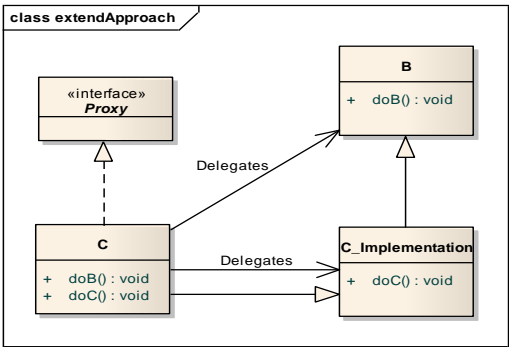 class extendApproach
«interface»
Proxy
B
+ doB() : void
Delegates
C
+ doB() : void
+ doC() : void
Delegates
C_Implementation
+ doC() : void